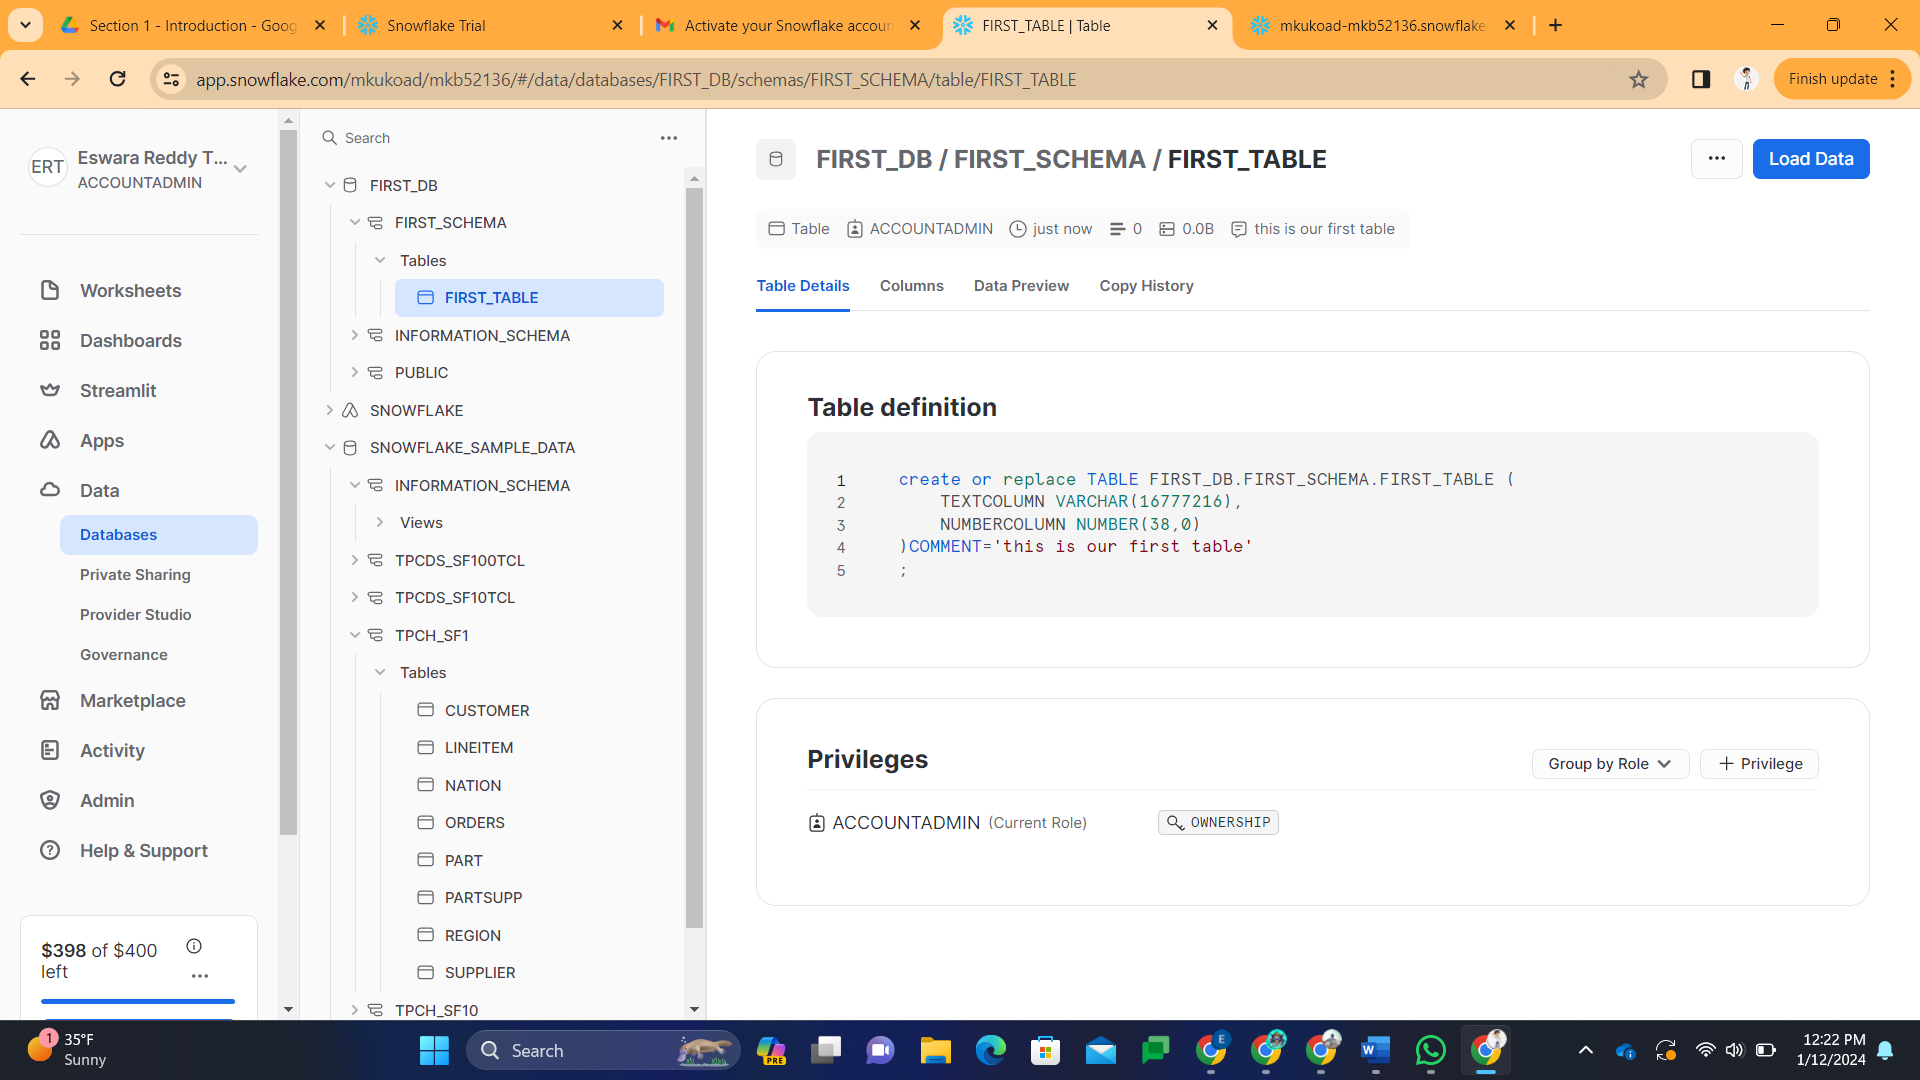 Section 1 - Introduction - Goog
Snowflake Trial
Activate your Snowflake accoun
FIRST_TABLE | Table
mkukoad-mkb52136.snowflake
app.snowflake.com/mkukoad/mkb52136/#/data/databases/FIRST_DB/schemas/FIRST_SCHEMA/table/FIRST_TABLE
Finish update
ERT
Eswara Reddy T...
ACCOUNTADMIN
Worksheets
Dashboards
Streamlit
Apps
Data
Databases
Private Sharing
Provider Studio
Governance
Marketplace
Activity
Admin
Help & Support
$398 of $400
left
Search
FIRST_DB
FIRST_SCHEMA
Tables
FIRST_TABLE
INFORMATION_SCHEMA
PUBLIC
SNOWFLAKE
SNOWFLAKE_SAMPLE_DATA
INFORMATION_SCHEMA
Views
TPCDS_SF100TCL
TPCDS_SF10TCL
TPCH_SF1
Tables
CUSTOMER
LINEITEM
NATION
ORDERS
PART
PARTSUPP
REGION
SUPPLIER
TPCH_SF10
FIRST_DB / FIRST_SCHEMA / FIRST_TABLE
Load Data
Table ACCOUNTADMIN just now 0 0.0B this is our first table
Table Details Columns Data Preview Copy History
Table definition
1 create or replace TABLE FIRST_DB.FIRST_SCHEMA.FIRST_TABLE (
2 TEXTCOLUMN VARCHAR(16777216),
3 NUMBERCOLUMN NUMBER(38,0)
4 )COMMENT='this is our first table'
5 ;
Privileges
Group by Role
+ Privilege
ACCOUNTADMIN (Current Role) OWNERSHIP
1
35°F
Sunny
Search
PRE
E
W
12:22 PM
1/12/2024